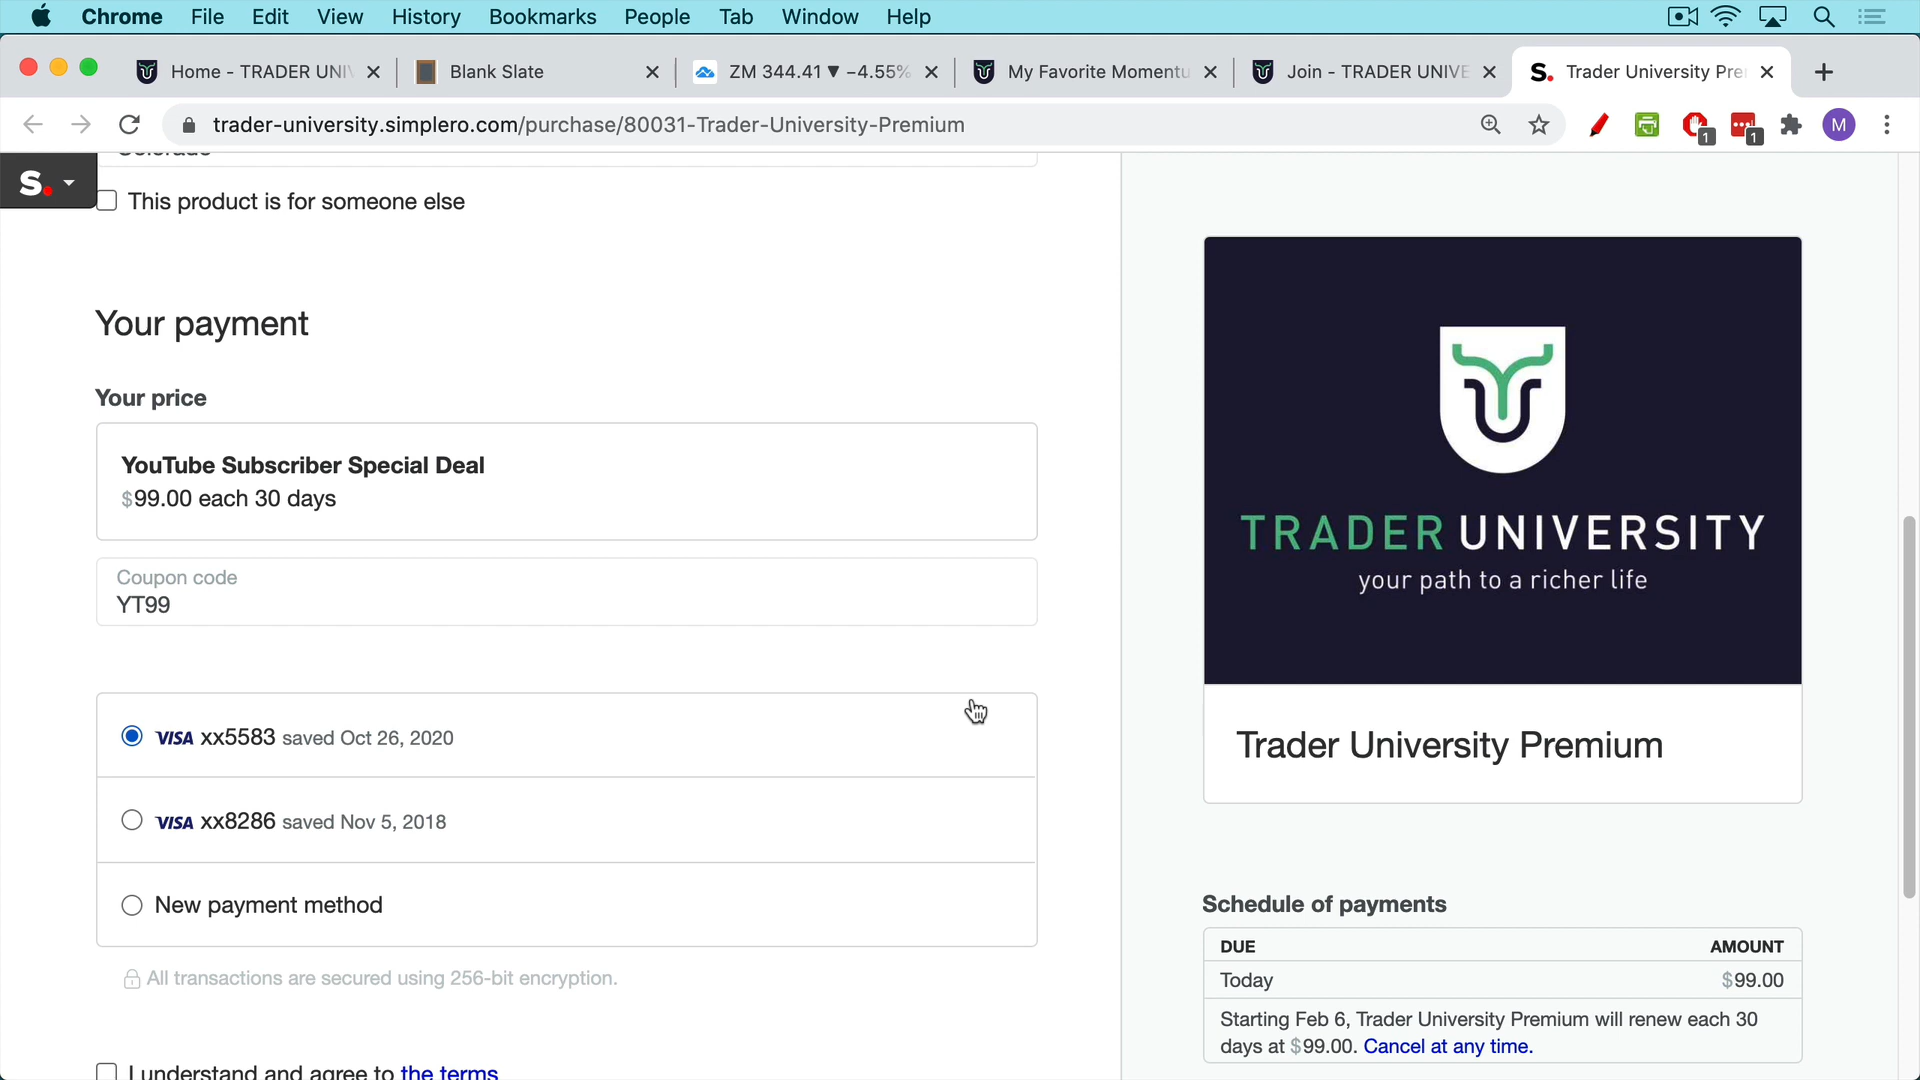 Chrome File Edit View History Bookmarks People Tab Window Help
Home - TRADER UNIV
Blank Slate
ZM 344.41 ▼ −4.55%
My Favorite Momentu
Join - TRADER UNIVE
S. Trader University Pre
trader-university.simplero.com/purchase/80031-Trader-University-Premium
1
1
M
S.
Colorado
This product is for someone else
Your payment
Your price
YouTube Subscriber Special Deal
$99.00 each 30 days
Coupon code
YT99
VISA xx5583 saved Oct 26, 2020
VISA xx8286 saved Nov 5, 2018
New payment method
All transactions are secured using 256-bit encryption.
I understand and agree to the terms
TRADER UNIVERSITY
your path to a richer life
Trader University Premium
Schedule of payments
DUE AMOUNT
Today $99.00
Starting Feb 6, Trader University Premium will renew each 30
days at $99.00. Cancel at any time.